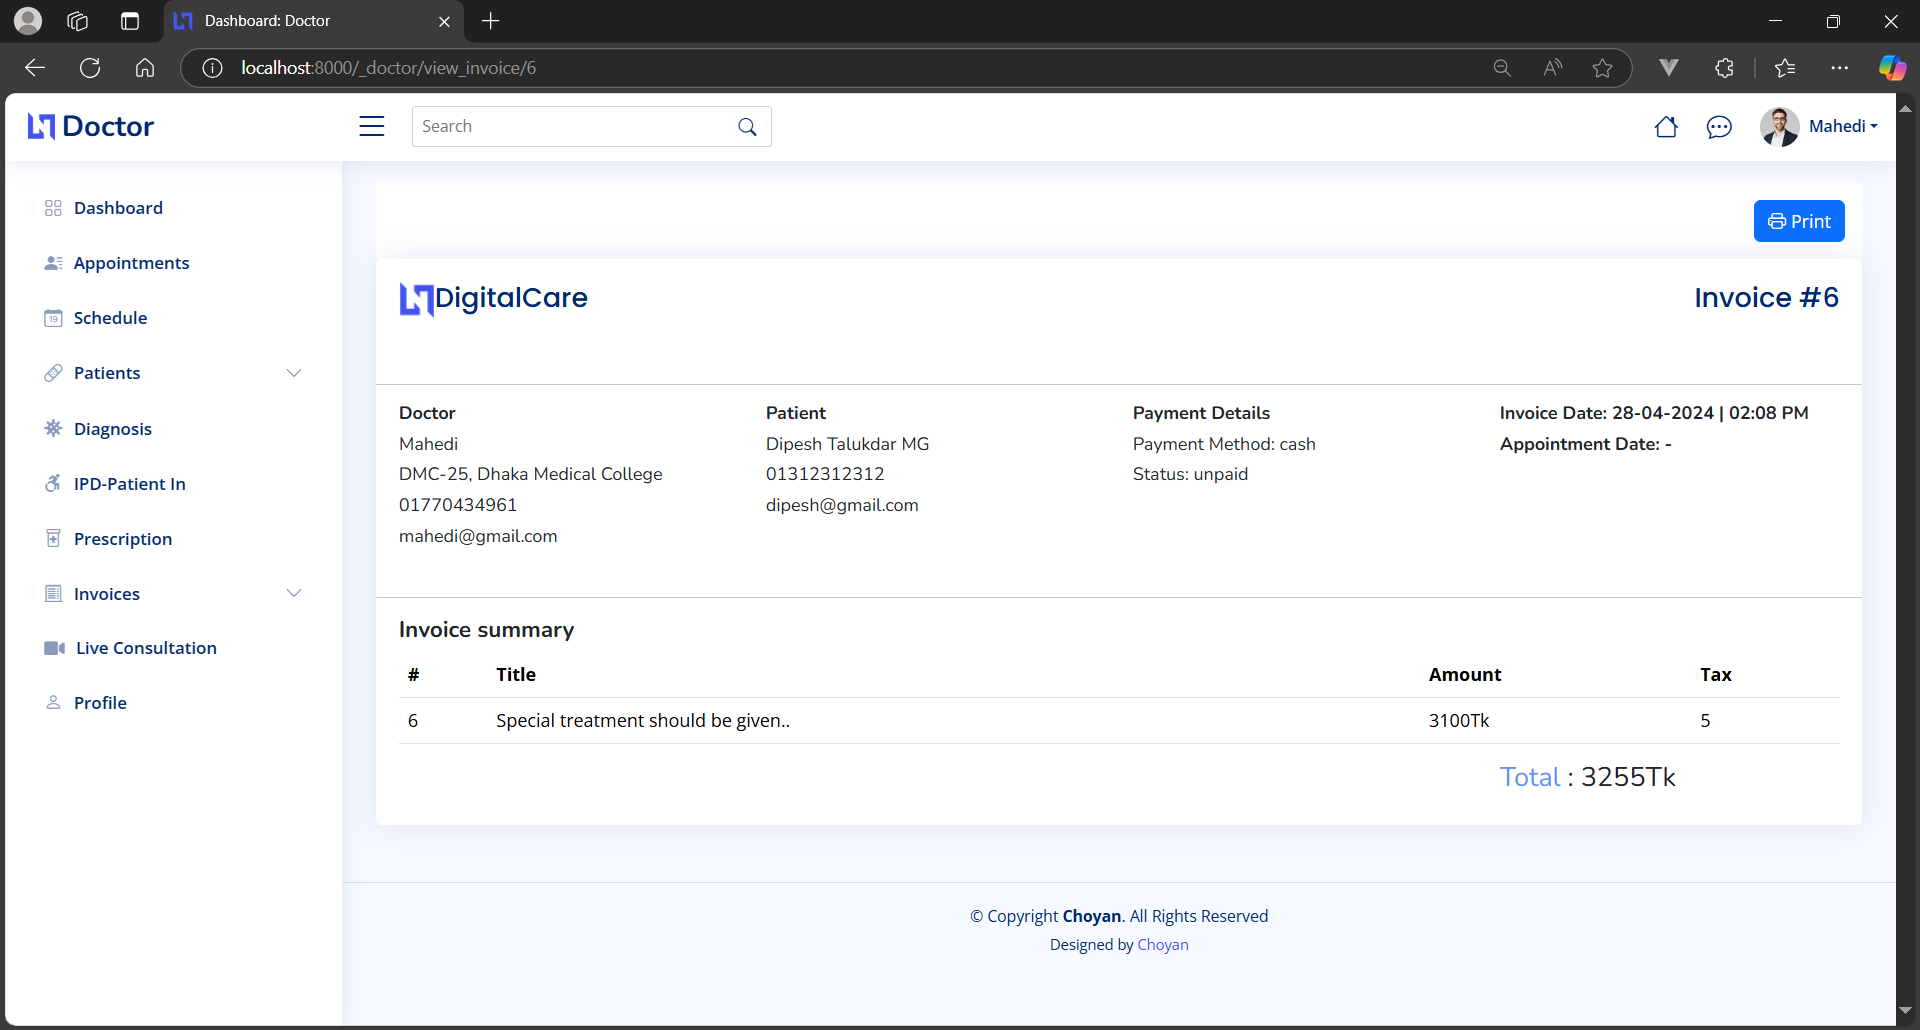 Dashboard: Doctor
localhost:8000/_doctor/view_invoice/6
Doctor
Search
Mahedi
Dashboard
Appointments
19
Schedule
Patients
Diagnosis
IPD-Patient In
Prescription
Invoices
Live Consultation
Profile
Print
DigitalCare
Invoice #6
Doctor
Mahedi
DMC-25, Dhaka Medical College
01770434961
mahedi@gmail.com
Patient
Dipesh Talukdar MG
01312312312
dipesh@gmail.com
Payment Details
Payment Method: cash
Status: unpaid
Invoice Date: 28-04-2024 | 02:08 PM
Appointment Date: -
Invoice summary
# Title Amount Tax
6 Special treatment should be given.. 3100Tk 5
Total : 3255Tk
© Copyright Choyan. All Rights Reserved
Designed by Choyan